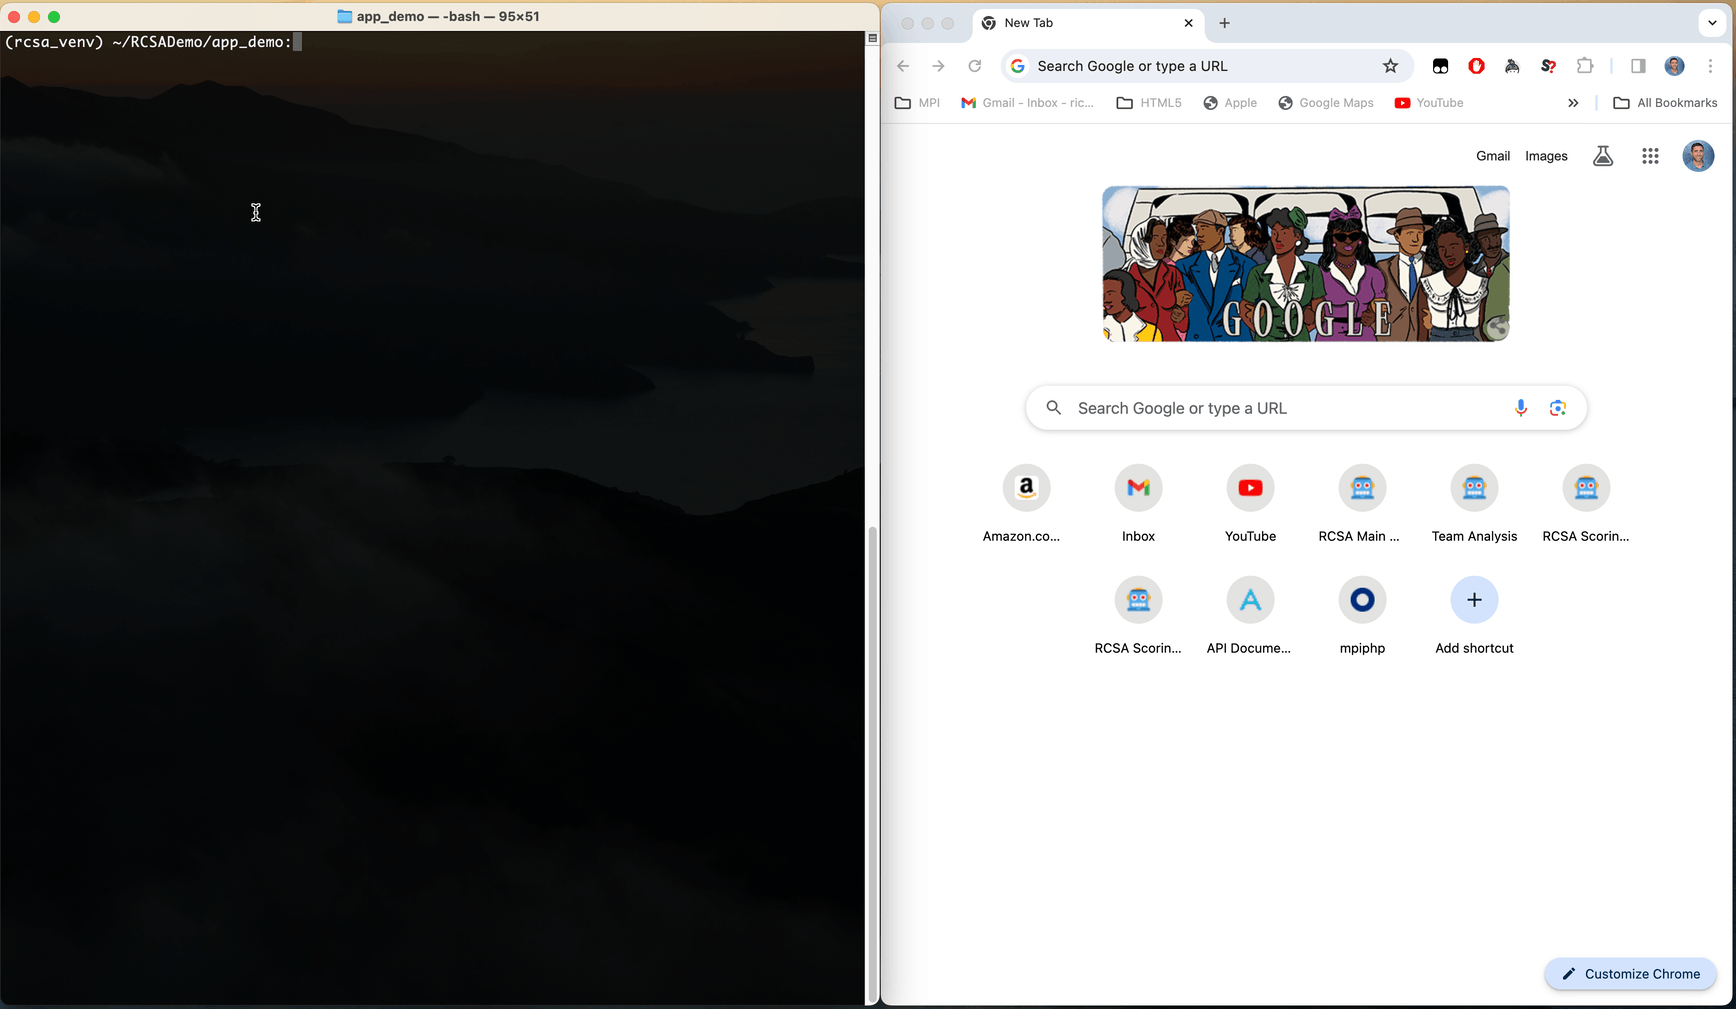 app_demo — -bash — 95×51
(rcsa_venv) ~/RCSADemo/app_demo:
New Tab
Search Google or type a URL
S?
MPI
Gmail - Inbox - ric...
HTML5
Apple
Google Maps
YouTube
All Bookmarks
Gmail
Images
GOOGLE
Search Google or type a URL
Amazon.co...
Inbox
YouTube
RCSA Main ...
Team Analysis
RCSA Scorin...
RCSA Scorin...
API Docume...
mpiphp
Add shortcut
Customize Chrome